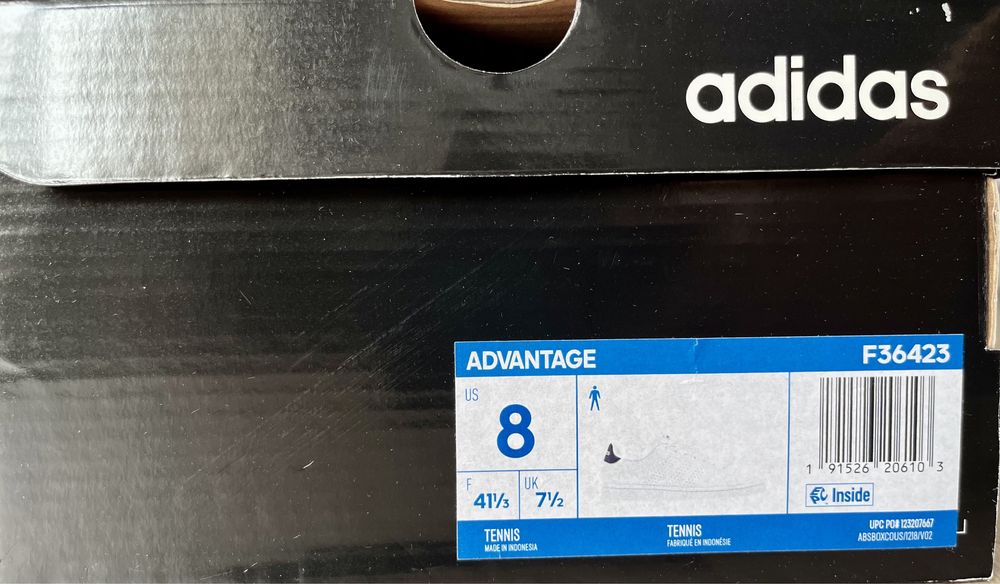 adidas
ADVANTAGE
F36423
US
8
F
41⅓
UK
7½
1 91526 20610 3
Inside
TENNIS
MADE IN INDONESIA
TENNIS
FABRIQUÉ EN INDONÉSIE
UPC PO# 123207667
ABSBOXCOUS/1218/V02